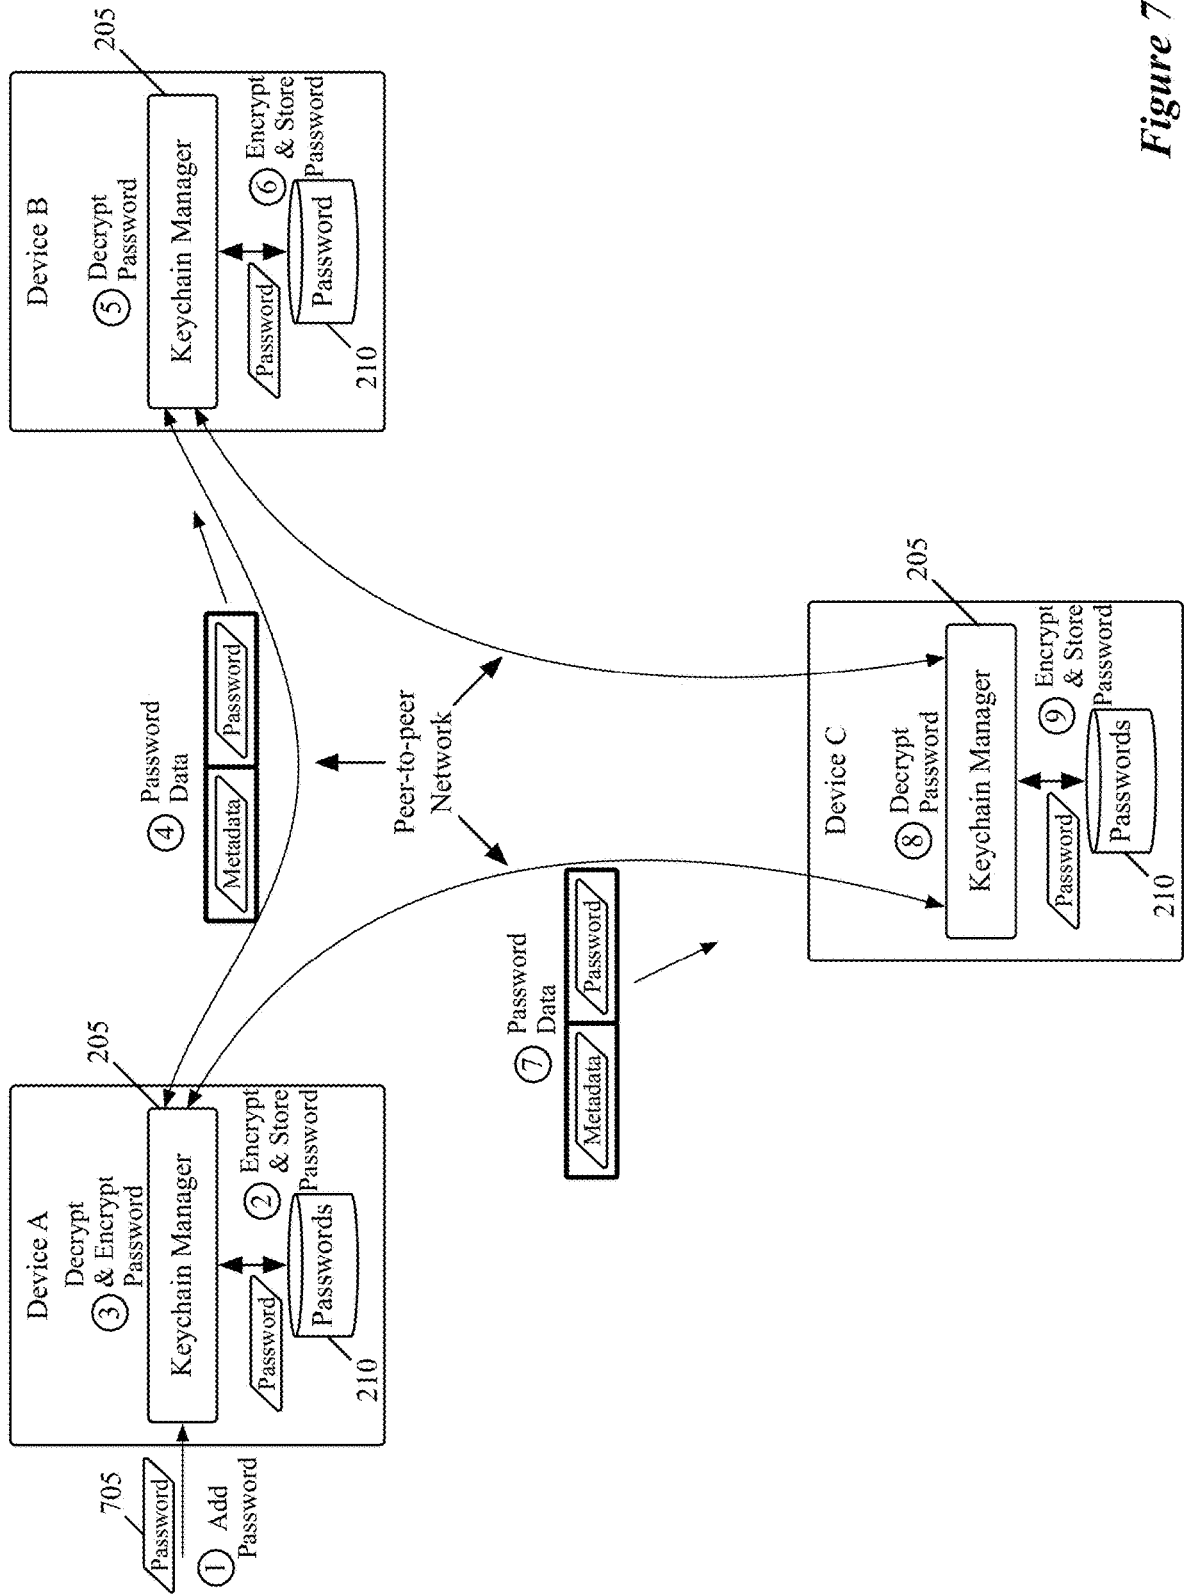 705
Password
1
Add
Password
Device A
Decrypt
3
& Encrypt
Password
205
Keychain Manager
Password
2
Encrypt
& Store
Password
Passwords
210
4
Password
Data
Metadata
Password
Device B
5
Decrypt
Password
205
Keychain Manager
Password
6
Encrypt
& Store
Password
Password
210
Peer-to-peer
Network
7
Password
Data
Metadata
Password
Device C
8
Decrypt
Password
205
Keychain Manager
Password
9
Encrypt
& Store
Password
Passwords
210
Figure 7